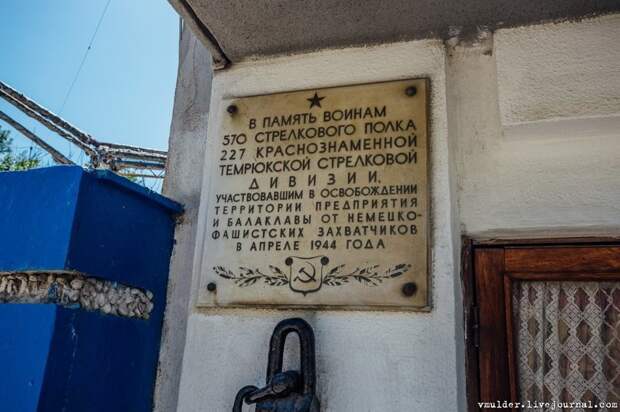 В ПАМЯТЬ ВОИНАМ
570 СТРЕЛКОВОГО ПОЛКА
227 КРАСНОЗНАМЕННОЙ
ТЕМРЮКСКОЙ СТРЕЛКОВОЙ
ДИВИЗИИ,
УЧАСТВОВАВШИМ В ОСВОБОЖДЕНИИ
ТЕРРИТОРИИ ПРЕДПРИЯТИЯ
И БАЛАКЛАВЫ ОТ НЕМЕЦКО-
ФАШИСТСКИХ ЗАХВАТЧИКОВ
В АПРЕЛЕ 1944 ГОДА
vmulder.livejournal.com